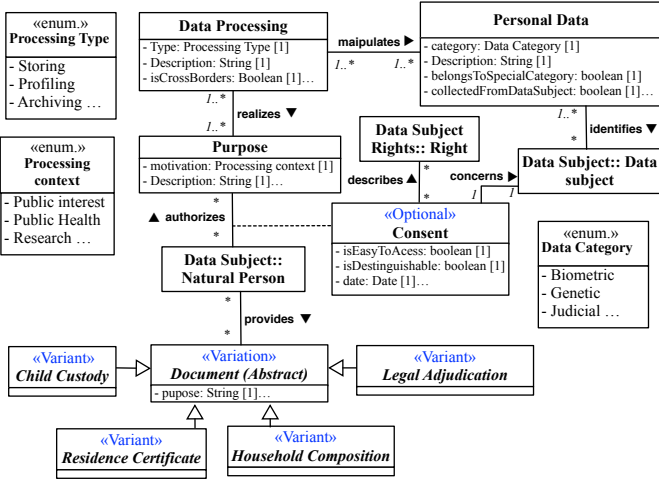 «enum.»
Processing Type
- Storing
- Profiling
- Archiving …
Data Processing
- Type: Processing Type [1]
- Description: String [1]
- isCrossBorders: Boolean [1]…
maipulates ▶
1..*
1..*
Personal Data
- category: Data Category [1]
- Description: String [1]
- belongsToSpecialCategory: boolean [1]
- collectedFromDataSubject: boolean [1]
1..*
realizes ▼
1..*
1..*
identifies ▼
*
«enum.»
Processing
context
- Public interest
- Public Health
- Research …
Purpose
- motivation: Processing context [1]
- Description: String [1]…
Data Subject
Rights:: Right
*
describes ▲
*
concerns ▶
1
1
Data Subject:: Data
subject
*
▲ authorizes
*
«Optional»
Consent
- isEasyToAcess: boolean [1]
- isDestinguishable: boolean [1]
- date: Date [1]…
«enum.»
Data Category
- Biometric
- Genetic
- Judicial …
Data Subject::
Natural Person
*
provides ▼
*
«Variant»
Child Custody
«Variation»
Document (Abstract)
- pupose: String [1]…
«Variant»
Legal Adjudication
«Variant»
Residence Certificate
«Variant»
Household Composition